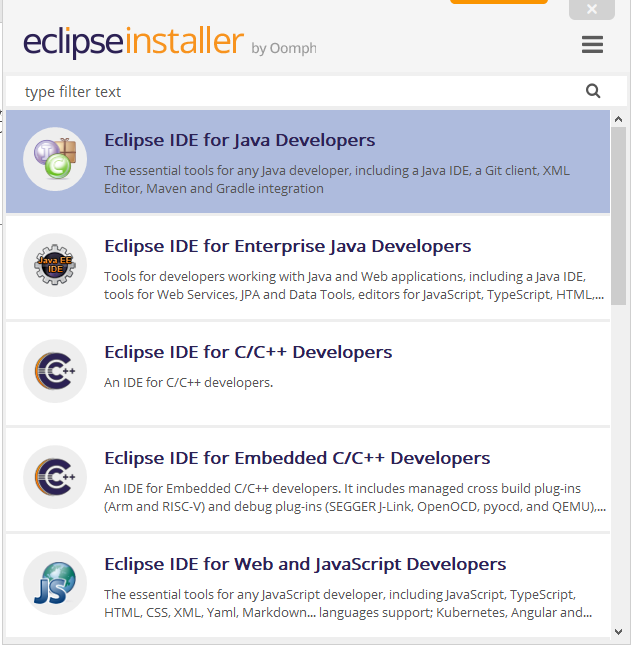 eclipseinstaller by Oomph
type filter text
Eclipse IDE for Java Developers
The essential tools for any Java developer, including a Java IDE, a Git client, XML
Editor, Maven and Gradle integration
Java EE
IDE
Eclipse IDE for Enterprise Java Developers
Tools for developers working with Java and Web applications, including a Java IDE,
tools for Web Services, JPA and Data Tools, editors for JavaScript, TypeScript, HTML,...
C++
Eclipse IDE for C/C++ Developers
An IDE for C/C++ developers.
C++
Eclipse IDE for Embedded C/C++ Developers
An IDE for Embedded C/C++ developers. It includes managed cross build plug-ins
(Arm and RISC-V) and debug plug-ins (SEGGER J-Link, OpenOCD, pyocd, and QEMU),...
JS
Eclipse IDE for Web and JavaScript Developers
The essential tools for any JavaScript developer, including JavaScript, TypeScript,
HTML, CSS, XML, Yaml, Markdown... languages support; Kubernetes, Angular and...